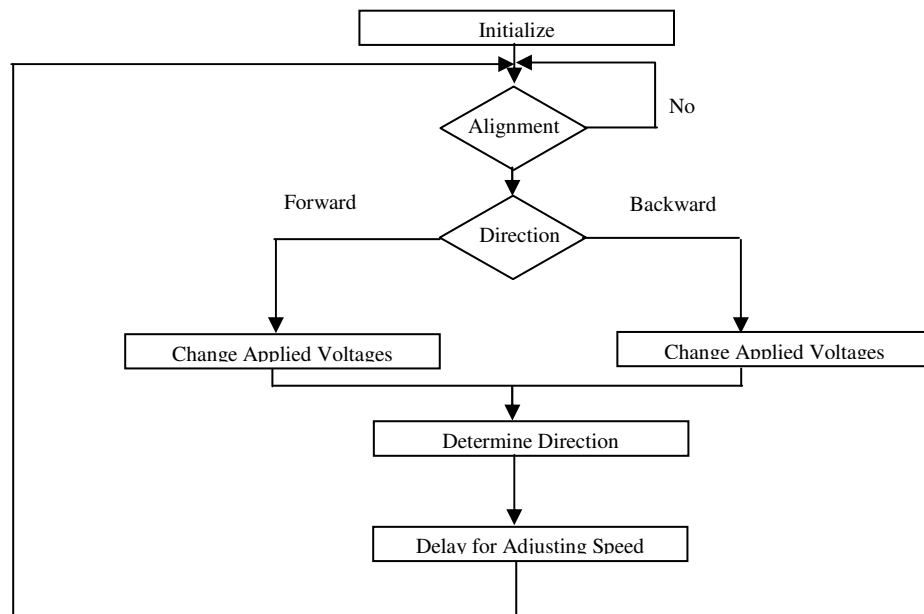 Initialize
No
Alignment
Forward
Backward
Direction
Change Applied Voltages
Change Applied Voltages
Determine Direction
Delay for Adjusting Speed